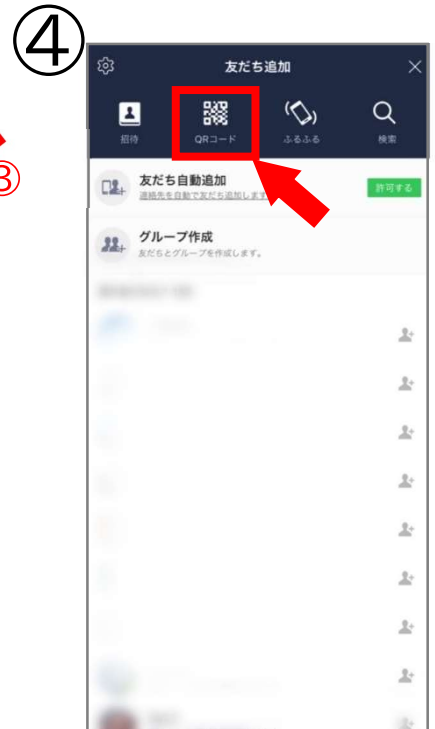 ④
③
友だち追加
招待
QRコード
ふるふる
検索
友だち自動追加
連絡先を自動で友だち追加します
許可する
グループ作成
友だちとグループを作成します。